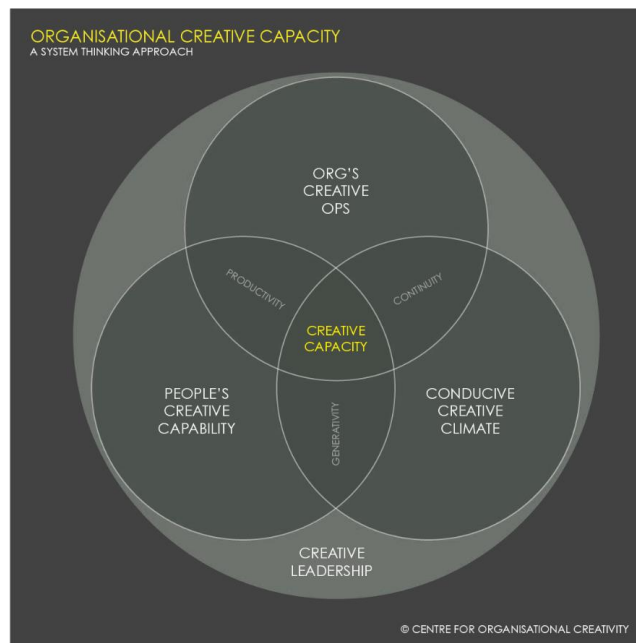 ORGANISATIONAL CREATIVE CAPACITY
A SYSTEM THINKING APPROACH
ORG'S
CREATIVE
OPS
PRODUCTIVITY
CONTINUITY
CREATIVE
CAPACITY
PEOPLE'S
CREATIVE
CAPABILITY
GENERATIVITY
CONDUCIVE
CREATIVE
CLIMATE
CREATIVE
LEADERSHIP
© CENTRE FOR ORGANISATIONAL CREATIVITY